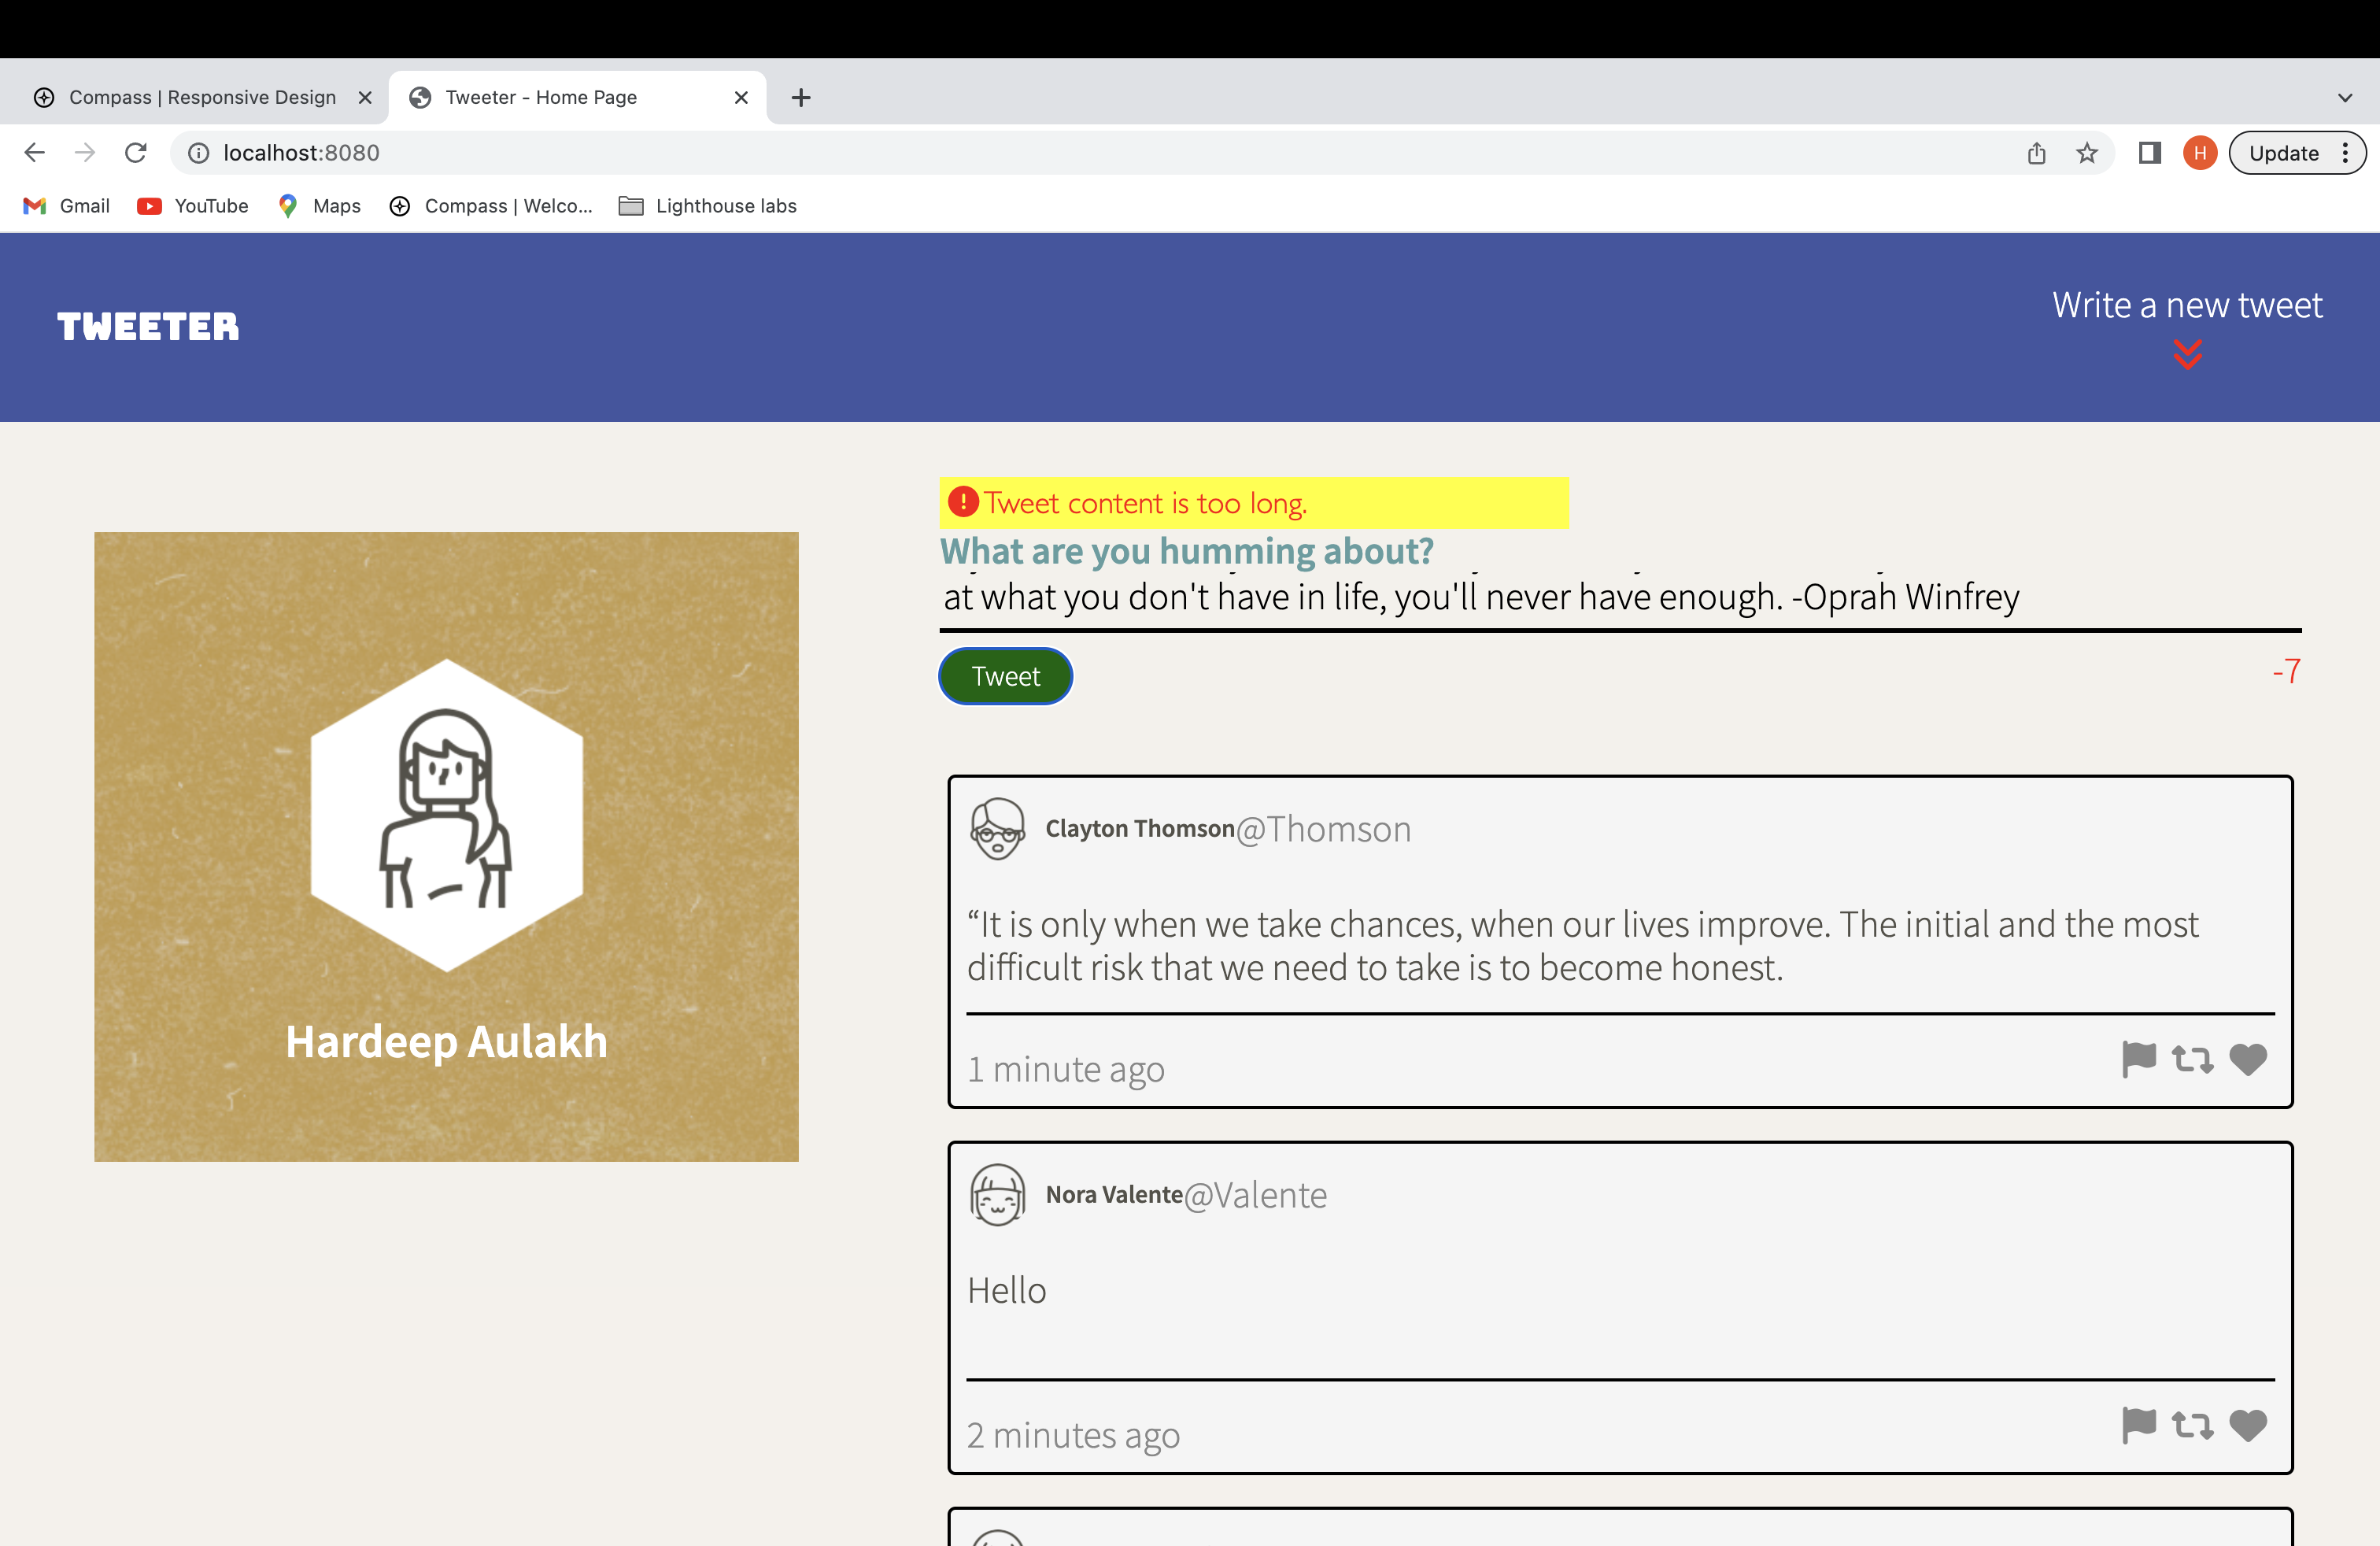 Compass | Responsive Design
Tweeter - Home Page
localhost:8080
H
Update
Gmail
YouTube
Maps
Compass | Welco...
Lighthouse labs
TWEETER
Write a new tweet
Tweet content is too long.
What are you humming about?
at what you don't have in life, you'll never have enough. -Oprah Winfrey
Tweet
-7
Hardeep Aulakh
Clayton Thomson@Thomson
“It is only when we take chances, when our lives improve. The initial and the most
difficult risk that we need to take is to become honest.
1 minute ago
Nora Valente@Valente
Hello
2 minutes ago